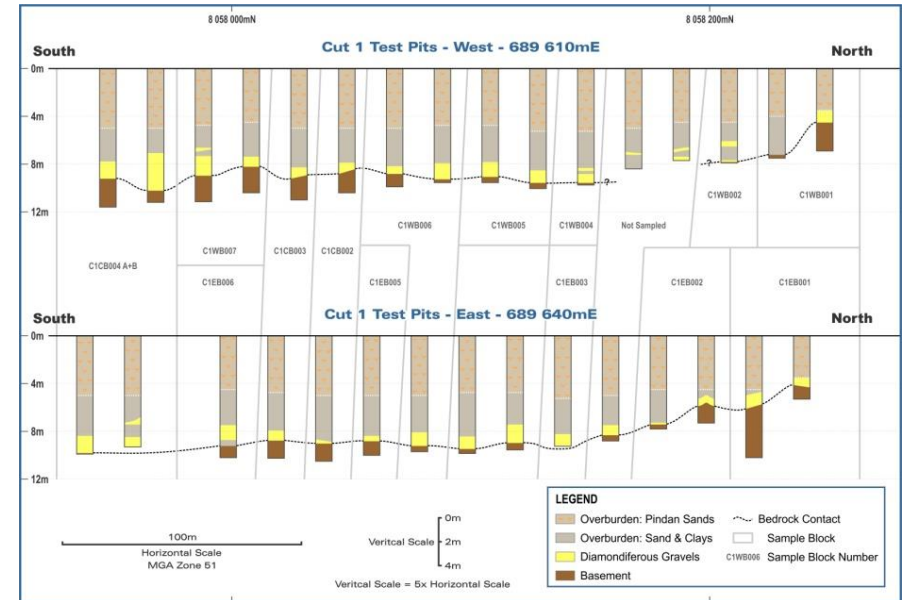 8 058 000mN
8 058 200mN
Cut 1 Test Pits - West - 689 610mE
South
North
0m
4m
8m
12m
?
?
C1WB002
C1WB001
C1WB006
C1WB005
C1WB004
Not Sampled
C1CB004 A+B
C1WB007
C1CB003
C1CB002
C1EB006
C1EB005
C1EB003
C1EB002
C1EB001
Cut 1 Test Pits - East - 689 640mE
South
North
0m
4m
8m
12m
100m
Horizontal Scale
MGA Zone 51
Veritcal Scale
0m
2m
4m
Veritcal Scale = 5x Horizontal Scale
LEGEND
Overburden: Pindan Sands
Overburden: Sand & Clays
Diamondiferous Gravels
Basement
Bedrock Contact
Sample Block
C1WB006 Sample Block Number